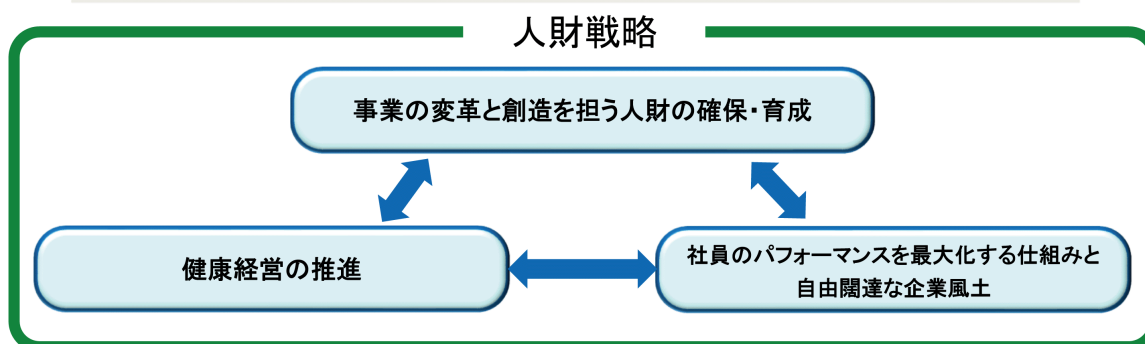 人財戦略
事業の変革と創造を担う人財の確保・育成
健康経営の推進
社員のパフォーマンスを最大化する仕組みと
自由闊達な企業風土